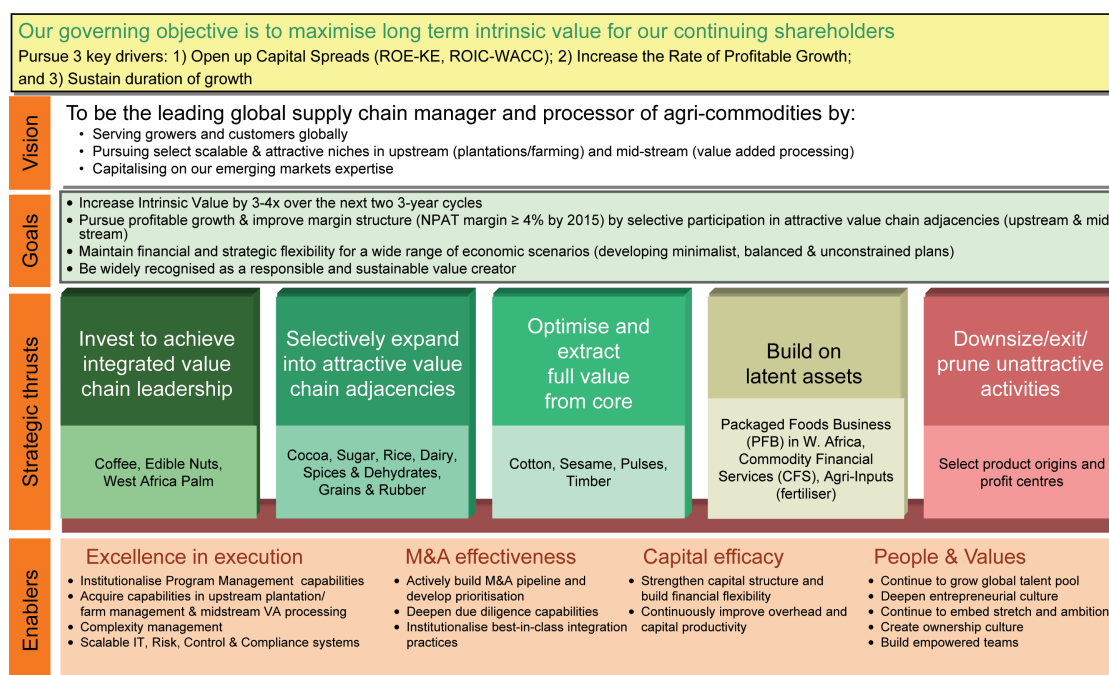 Our governing objective is to maximise long term intrinsic value for our continuing shareholders
Pursue 3 key drivers: 1) Open up Capital Spreads (ROE-KE, ROIC-WACC); 2) Increase the Rate of Profitable Growth;
and 3) Sustain duration of growth
Vision
To be the leading global supply chain manager and processor of agri-commodities by:
• Serving growers and customers globally
• Pursuing select scalable & attractive niches in upstream (plantations/farming) and mid-stream (value added processing)
• Capitalising on our emerging markets expertise
Goals
• Increase Intrinsic Value by 3-4x over the next two 3-year cycles
• Pursue profitable growth & improve margin structure (NPAT margin ≥ 4% by 2015) by selective participation in attractive value chain adjacencies (upstream & mid
stream)
• Maintain financial and strategic flexibility for a wide range of economic scenarios (developing minimalist, balanced & unconstrained plans)
• Be widely recognised as a responsible and sustainable value creator
Strategic thrusts
Invest to achieve
integrated value
chain leadership
Coffee, Edible Nuts,
West Africa Palm
Selectively expand
into attractive value
chain adjacencies
Cocoa, Sugar, Rice, Dairy,
Spices & Dehydrates,
Grains & Rubber
Optimise and
extract
full value
from core
Cotton, Sesame, Pulses,
Timber
Build on
latent assets
Packaged Foods Business
(PFB) in W. Africa,
Commodity Financial
Services (CFS), Agri-Inputs
(fertiliser)
Downsize/exit/
prune unattractive
activities
Select product origins and
profit centres
Enablers
Excellence in execution
• Institutionalise Program Management capabilities
• Acquire capabilities in upstream plantation/
farm management & midstream VA processing
• Complexity management
• Scalable IT, Risk, Control & Compliance systems
M&A effectiveness
• Actively build M&A pipeline and
develop prioritisation
• Deepen due diligence capabilities
• Institutionalise best-in-class integration
practices
Capital efficacy
• Strengthen capital structure and
build financial flexibility
• Continuously improve overhead and
capital productivity
People & Values
• Continue to grow global talent pool
• Deepen entrepreneurial culture
• Continue to embed stretch and ambition
• Create ownership culture
• Build empowered teams